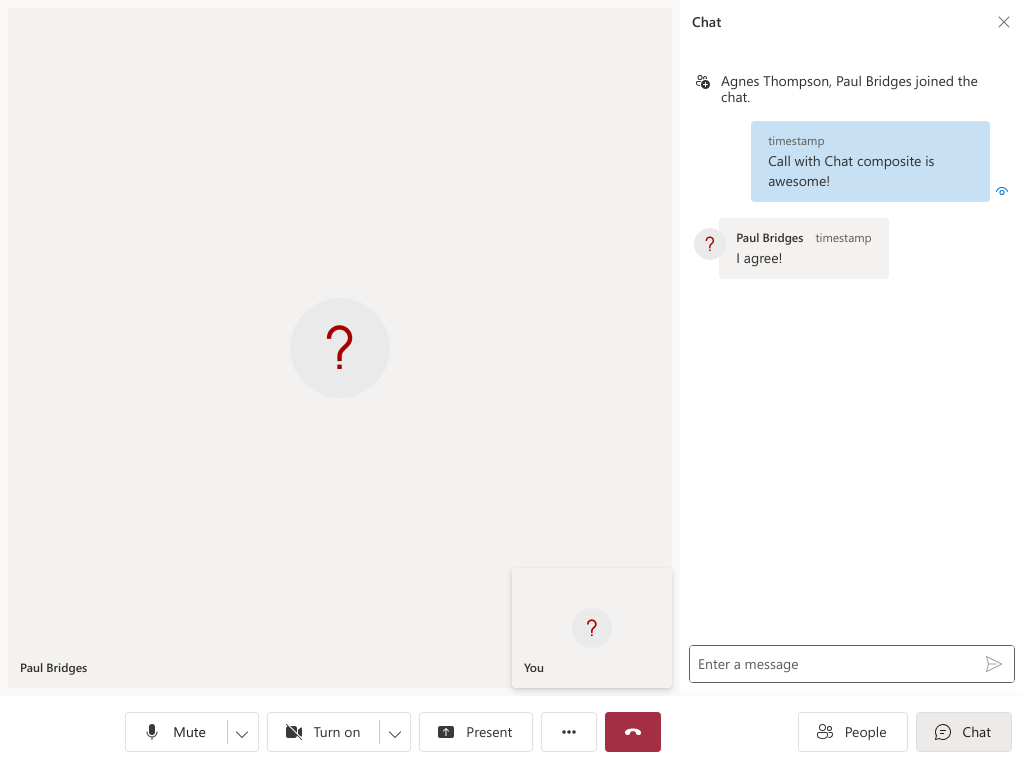 Chat
Agnes Thompson, Paul Bridges joined the
chat.
timestamp
Call with Chat composite is
awesome!
? Paul Bridges timestamp
I agree!
?
?
Paul Bridges
You
Enter a message
Mute
Turn on
Present
People
Chat